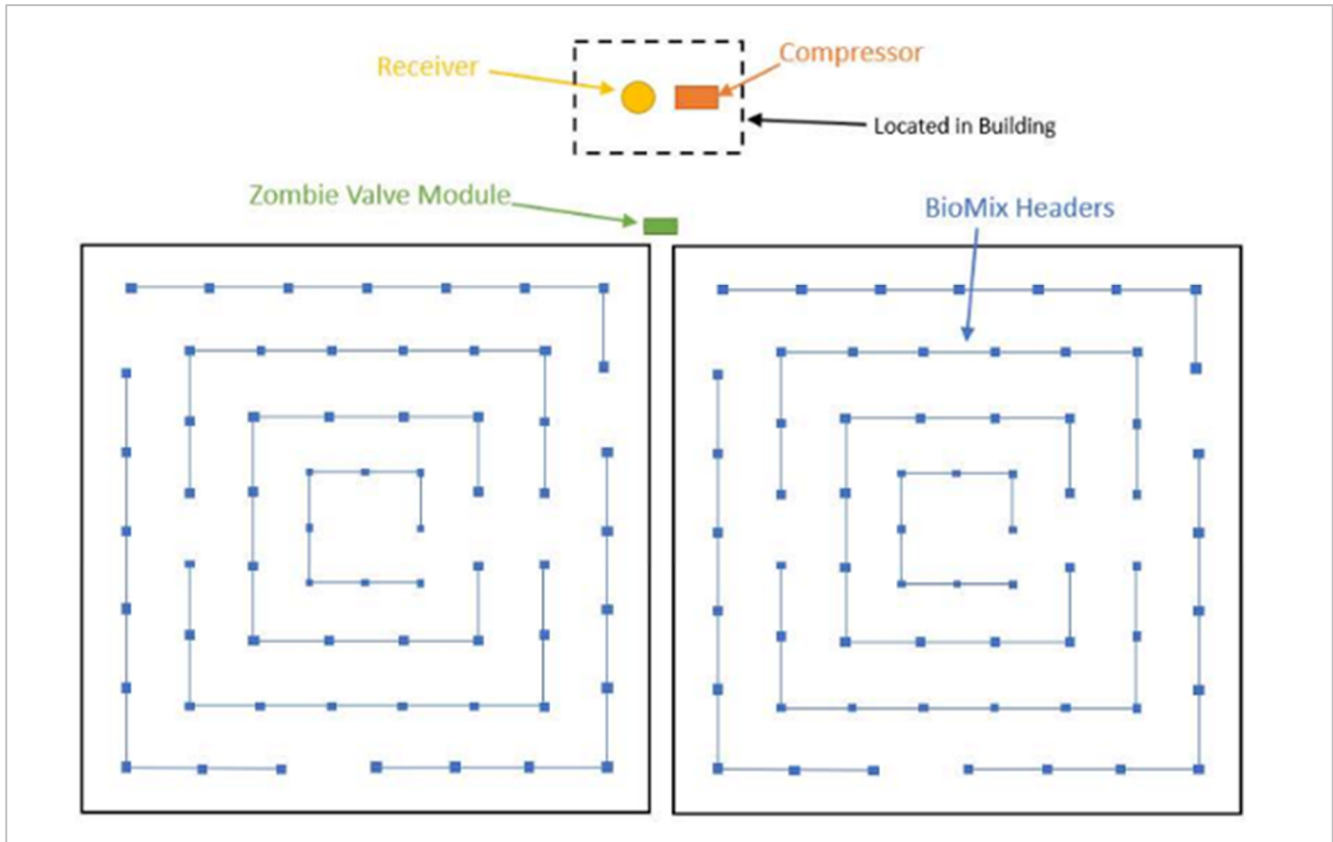 Compressor
Receiver
Located in Building
Zombie Valve Module
BioMix Headers